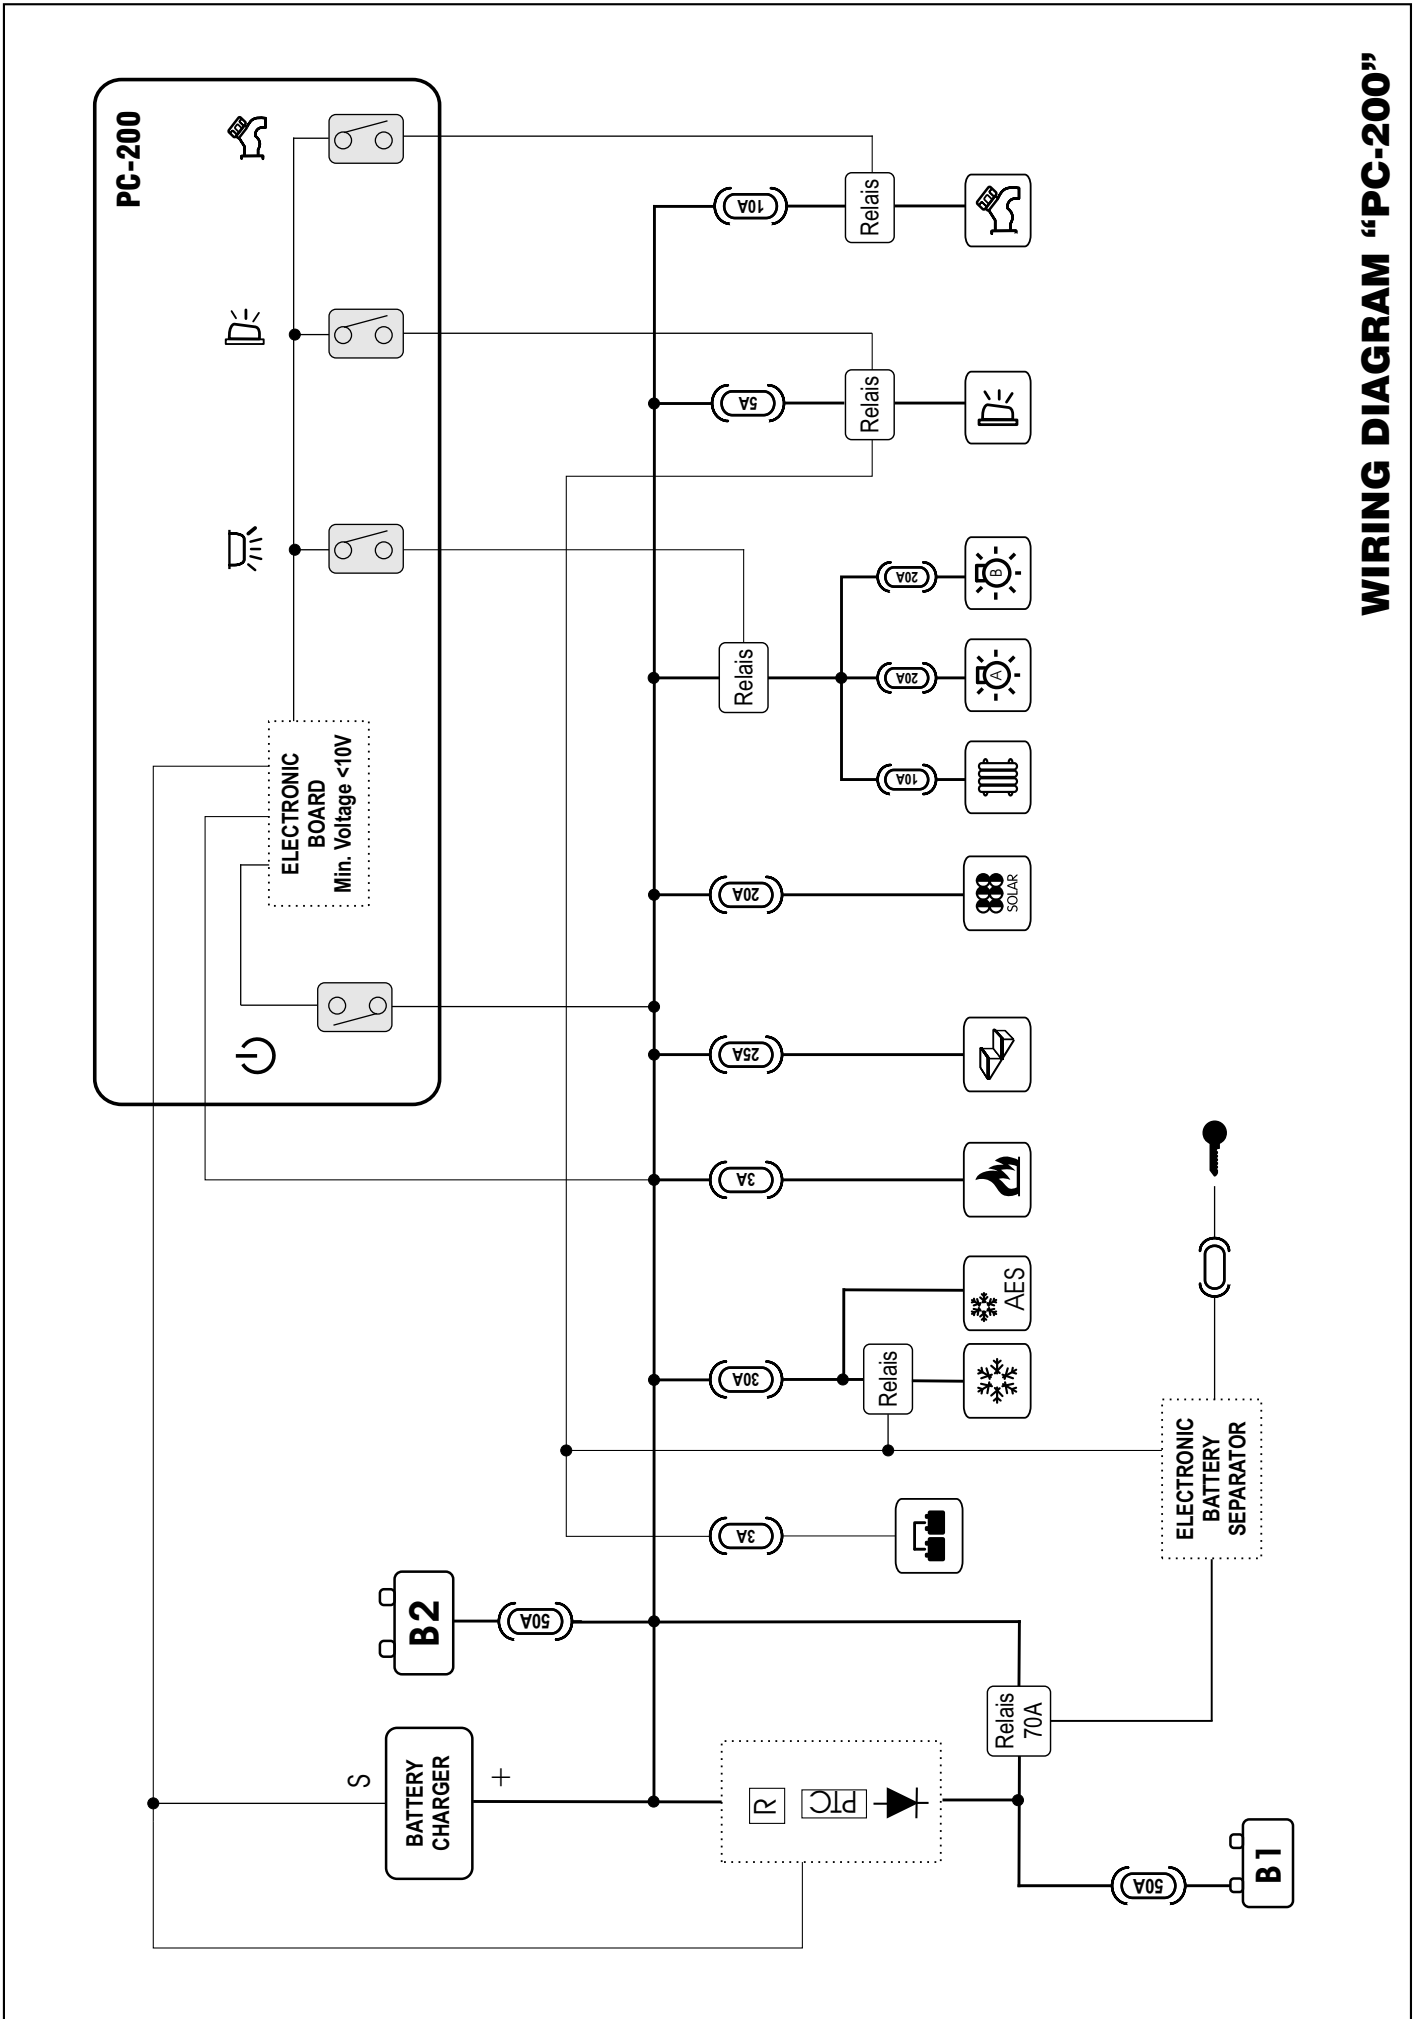 WIRING DIAGRAM “PC-200”
PC-200
ELECTRONIC
BOARD
Min. Voltage <10V
S
BATTERY
CHARGER
+
B2
50A
3A
30A
3A
25A
20A
Relais
5A
10A
Relais
Relais
10A
20A
20A
R
PTC
Relais
70A
Relais
AES
SOLAR
A
B
ELECTRONIC
BATTERY
SEPARATOR
50A
B1